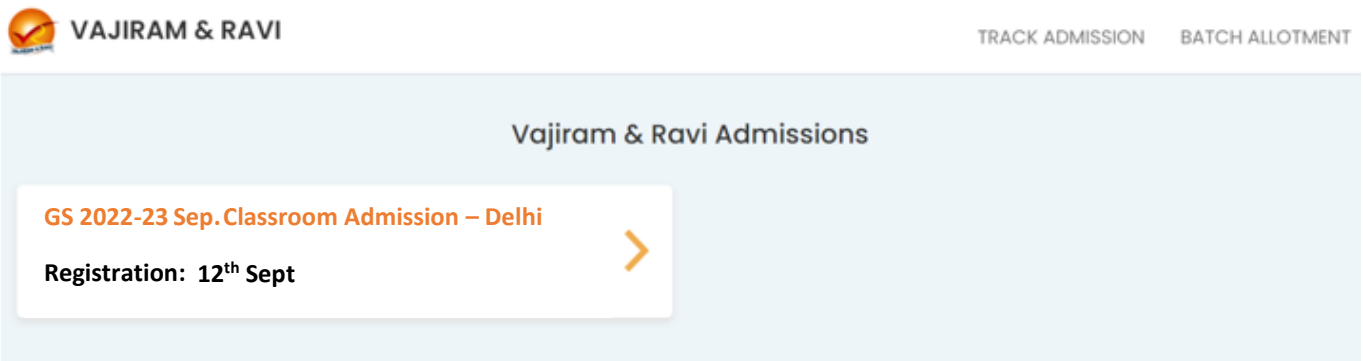 VAJIRAM & RAVI
TRACK ADMISSION BATCH ALLOTMENT
Vajiram & Ravi Admissions
GS 2022-23 Sep. Classroom Admission – Delhi
Registration: 12th Sept